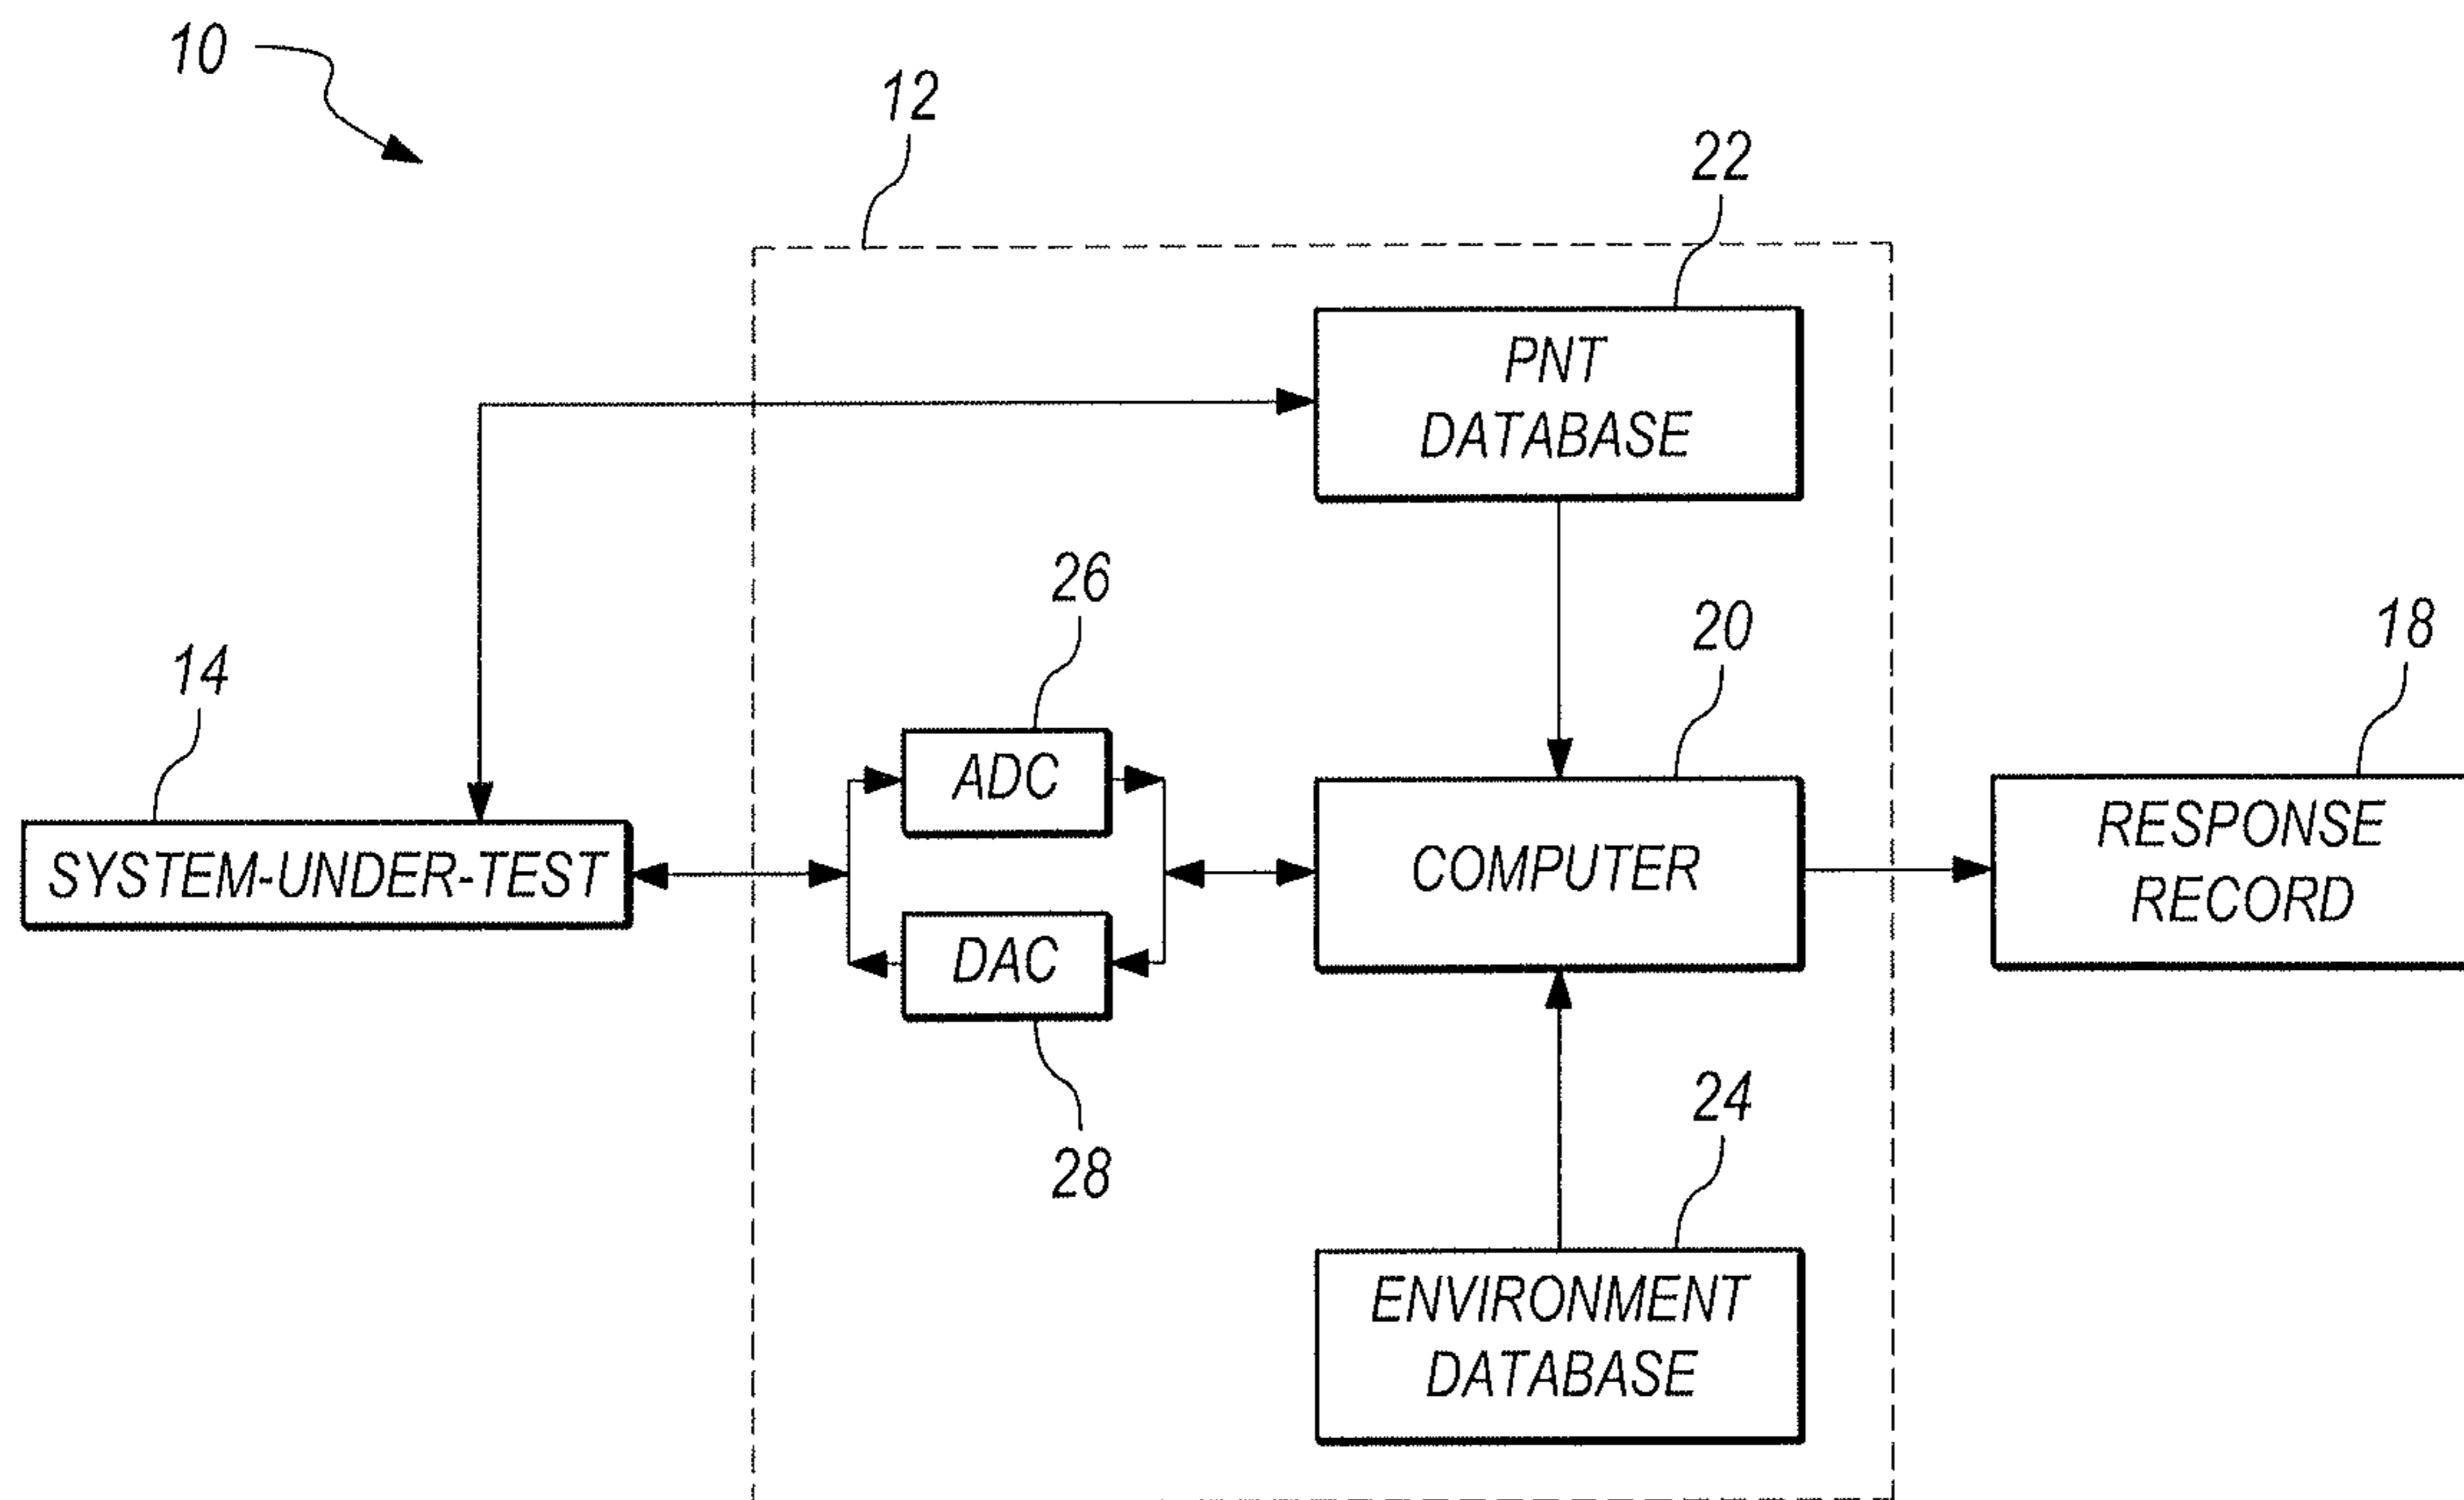 10
12
22
PNT
DATABASE
26
20
18
14
ADC
RESPONSE
RECORD
SYSTEM-UNDER-TEST
COMPUTER
DAC
24
28
ENVIRONMENT
DATABASE